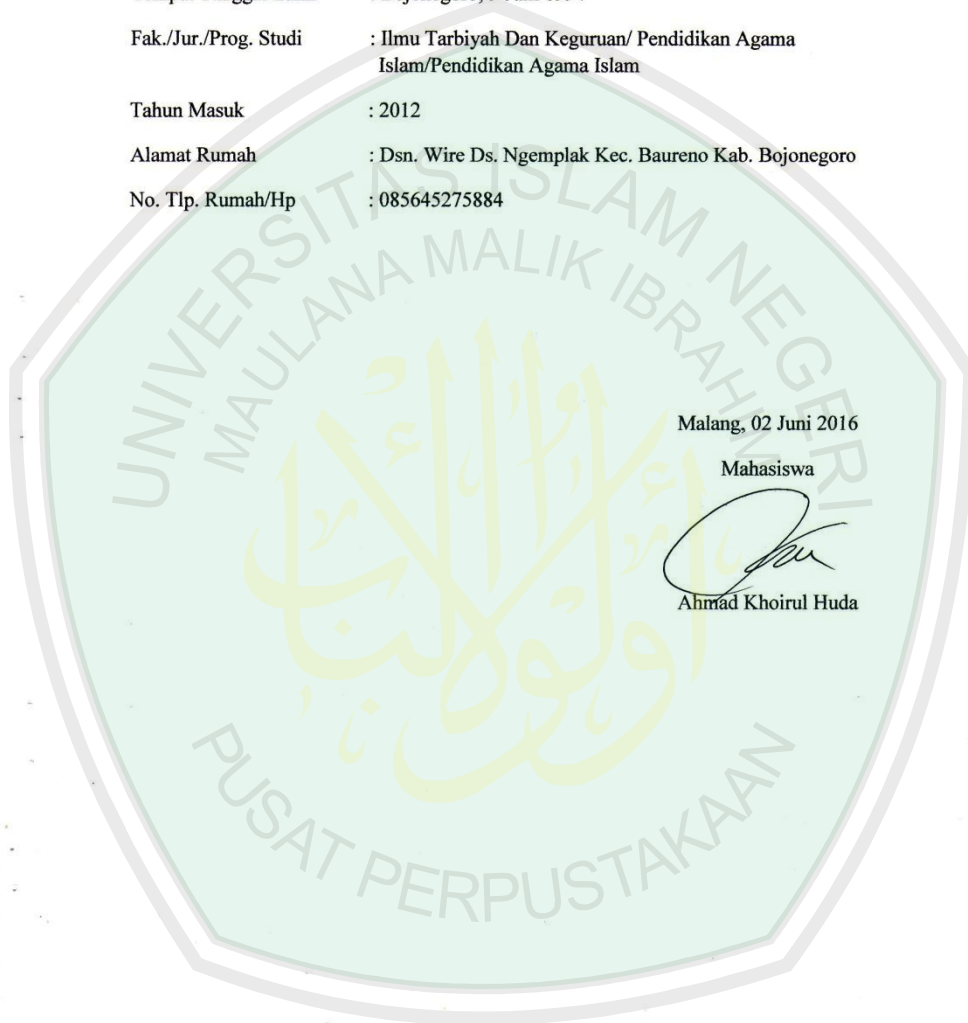 Fak./Jur./Prog. Studi : Ilmu Tarbiyah Dan Keguruan/ Pendidikan Agama
Islam/Pendidikan Agama Islam
Tahun Masuk : 2012
Alamat Rumah : Dsn. Wire Ds. Ngemplak Kec. Baureno Kab. Bojonegoro
No. Tlp. Rumah/Hp : 085645275884
UNIVERSITAS ISLAM NEGERI
MAULANA MALIK IBRAHIM
Malang, 02 Juni 2016
Mahasiswa
Ahmad Khoirul Huda
PUSAT PERPUSTAKAAN